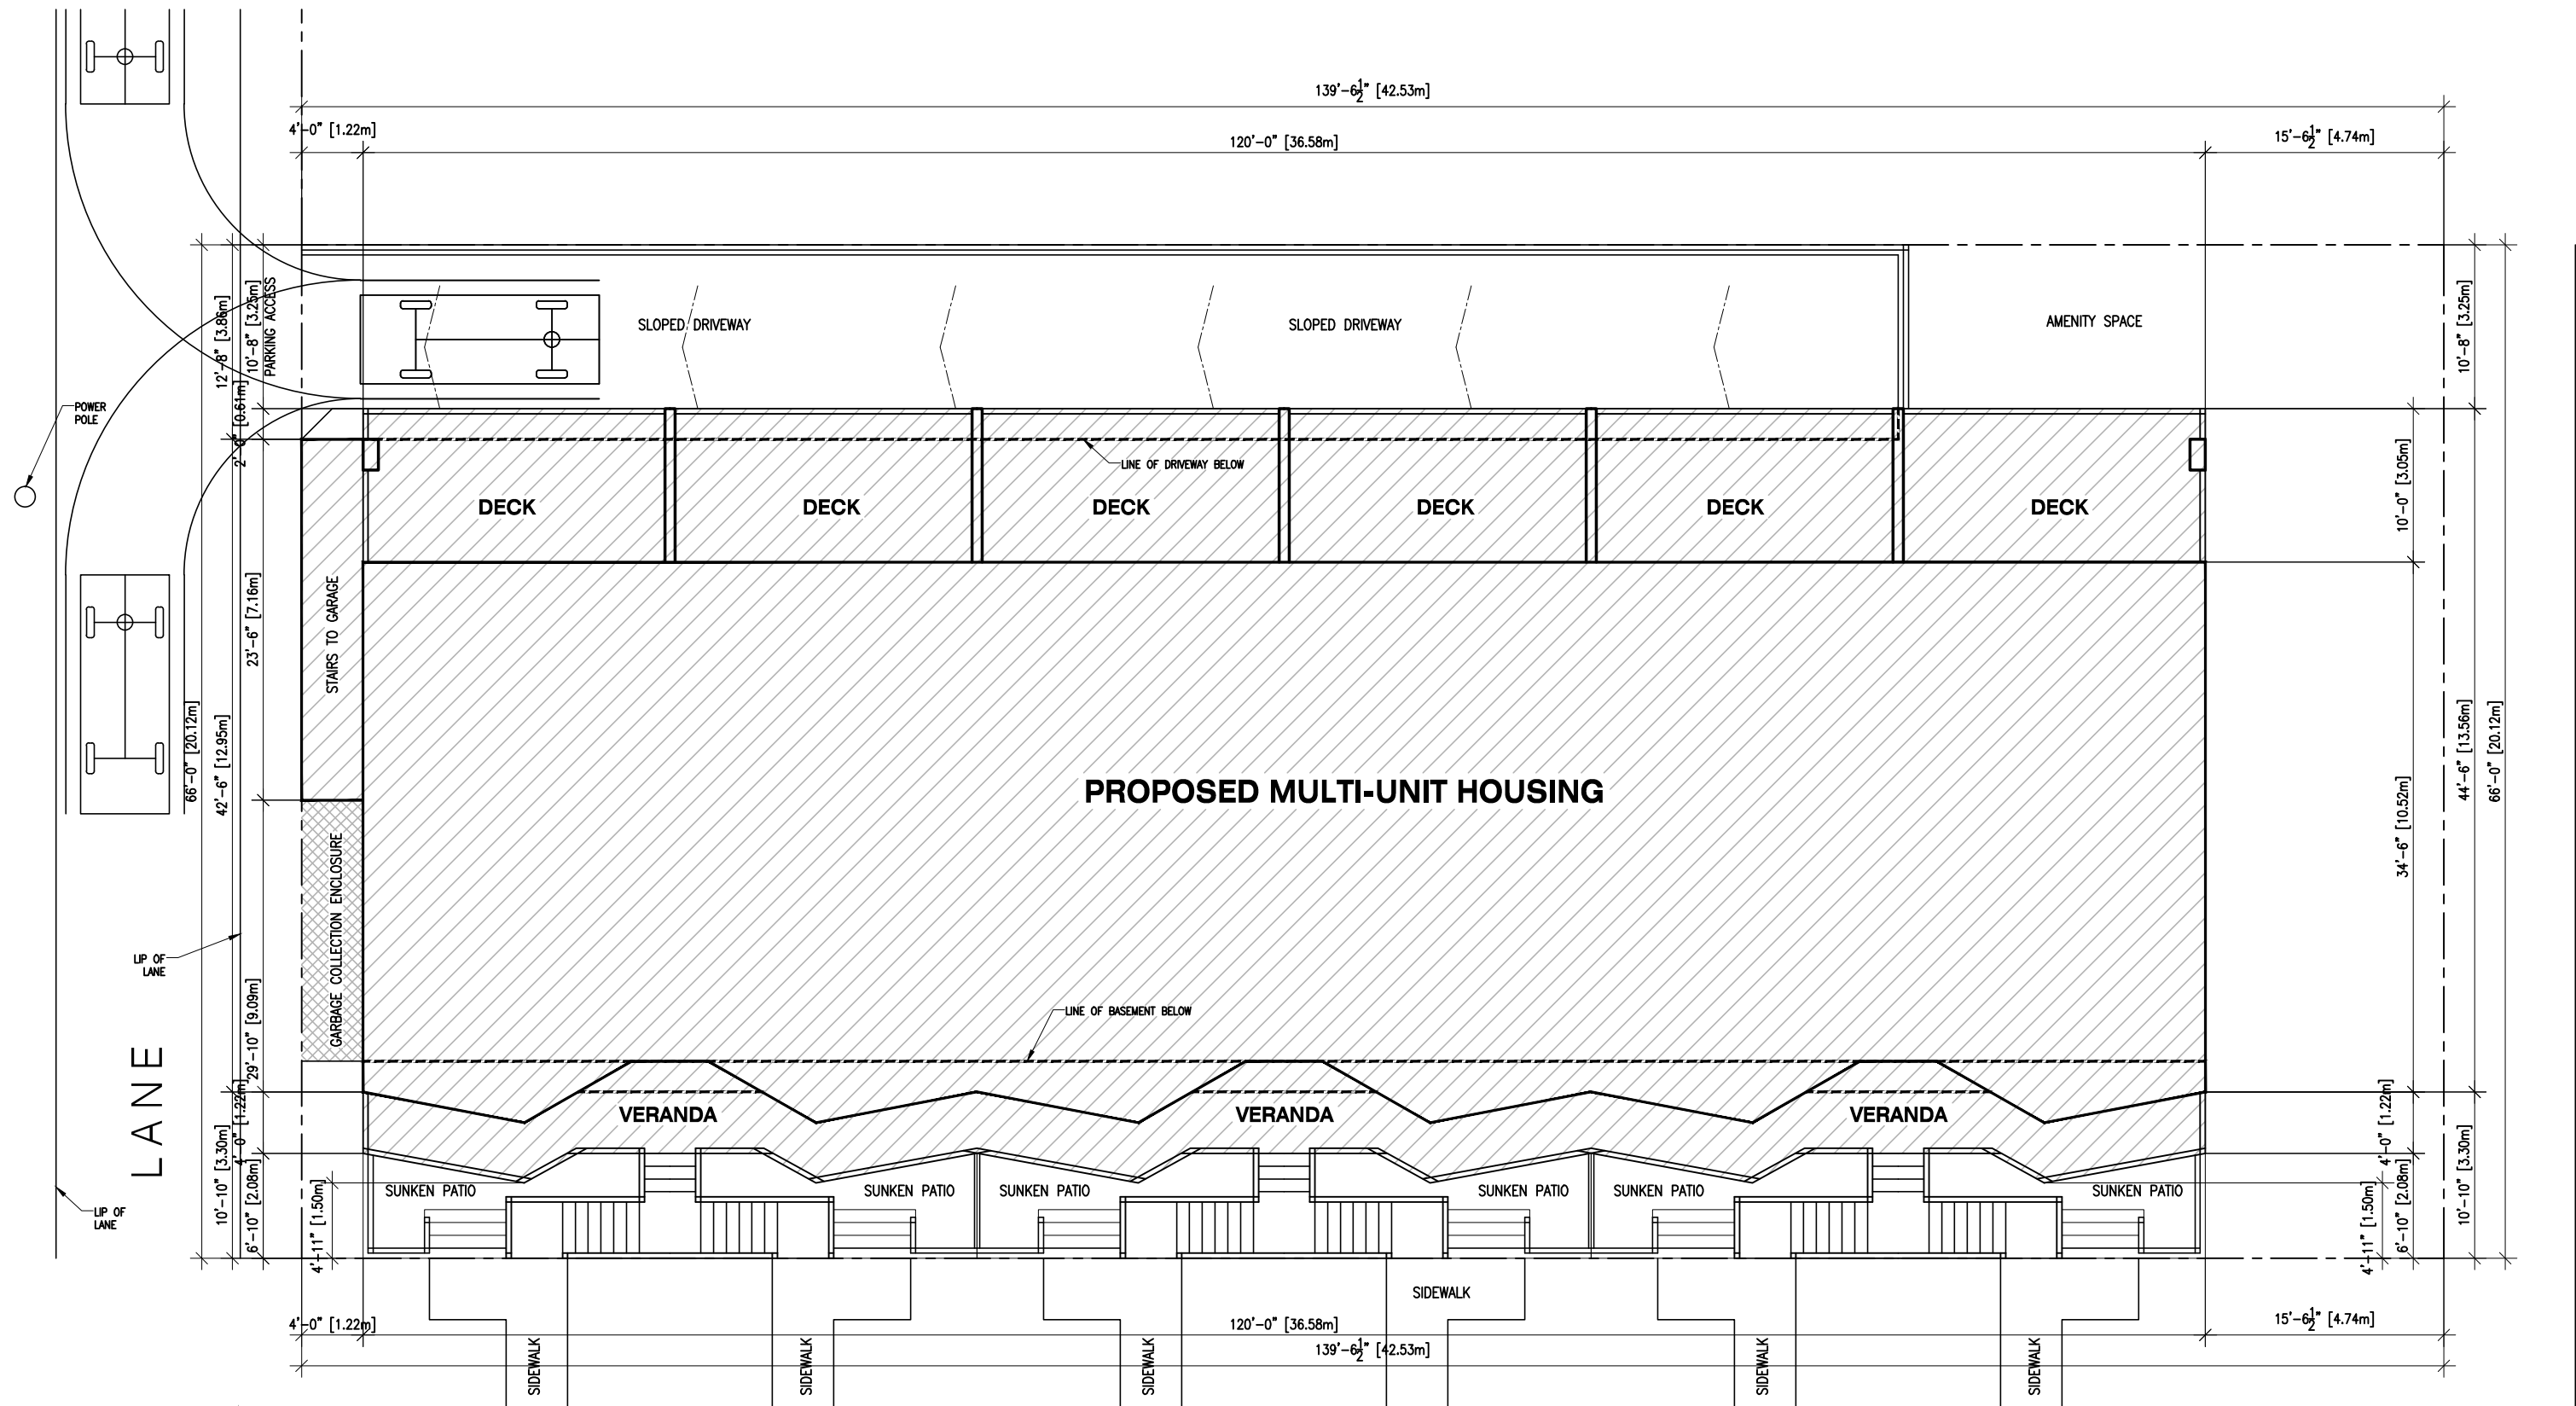 139'-6 1/2" [42.53m]
4'-0" [1.22m]
120'-0" [36.58m]
15'-6 1/2" [4.74m]
12'-8" [3.86m]
10'-8" [3.25m]
PARKING ACCESS
SLOPED DRIVEWAY
SLOPED DRIVEWAY
AMENITY SPACE
10'-8" [3.25m]
POWER
POLE
2'-0" [0.61m]
LINE OF DRIVEWAY BELOW
10'-0" [3.05m]
DECK
DECK
DECK
DECK
DECK
DECK
23'-6" [7.16m]
STAIRS TO GARAGE
66'-0" [20.12m]
42'-6" [12.95m]
PROPOSED MULTI-UNIT HOUSING
34'-6" [10.52m]
44'-6" [13.56m]
66'-0" [20.12m]
GARBAGE COLLECTION ENCLOSURE
LIP OF
LANE
29'-10" [9.09m]
LINE OF BASEMENT BELOW
LANE
VERANDA
VERANDA
VERANDA
4'-0" [1.22m]
10'-10" [3.30m]
6'-10" [2.08m]
4'-11" [1.50m]
SUNKEN PATIO
SUNKEN PATIO
SUNKEN PATIO
SUNKEN PATIO
SUNKEN PATIO
SUNKEN PATIO
4'-0" [1.22m]
4'-11" [1.50m]
6'-10" [2.08m]
10'-10" [3.30m]
LIP OF
LANE
SIDEWALK
4'-0" [1.22m]
120'-0" [36.58m]
15'-6 1/2" [4.74m]
139'-6 1/2" [42.53m]
SIDEWALK
SIDEWALK
SIDEWALK
SIDEWALK
SIDEWALK